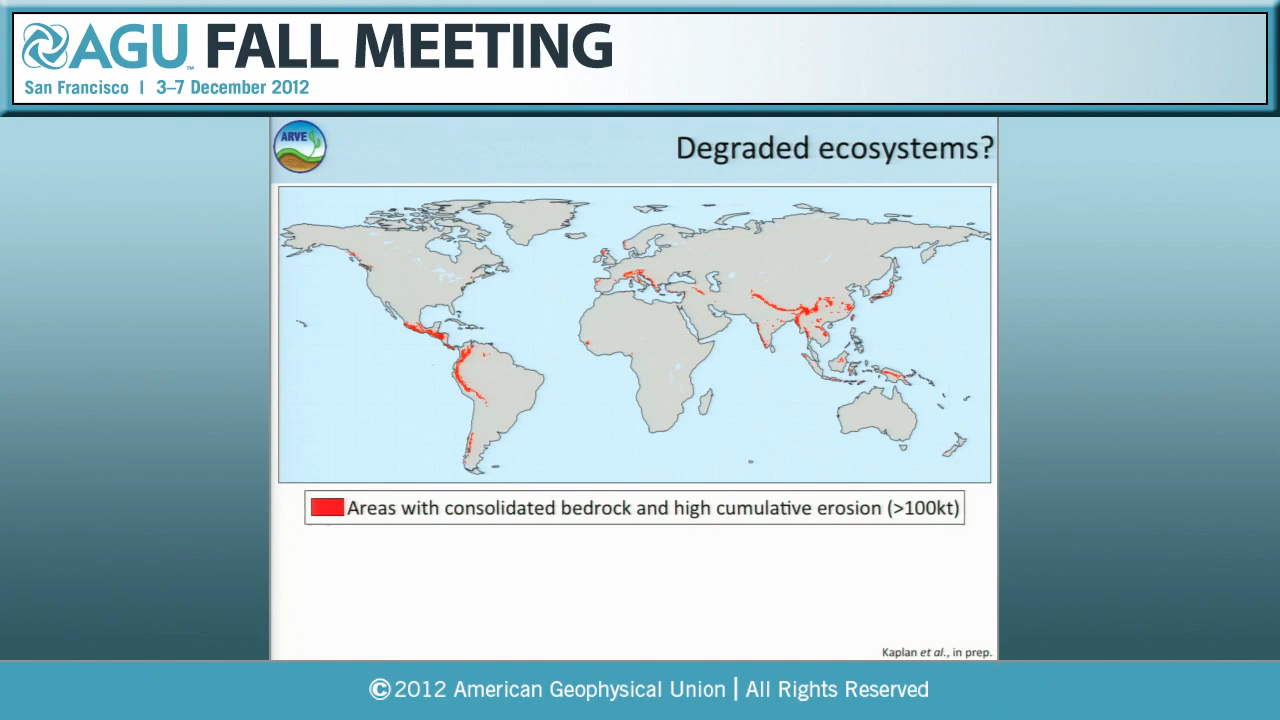 AGU™ FALL MEETING
San Francisco | 3–7 December 2012
ARVE
Degraded ecosystems?
Areas with consolidated bedrock and high cumulative erosion (>100kt)
Kaplan et al., in prep.
©2012 American Geophysical Union | All Rights Reserved